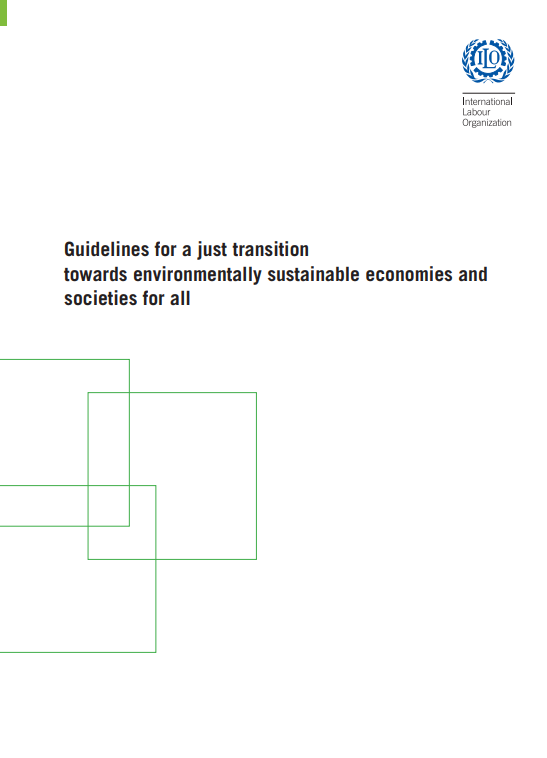 ILO
International
Labour
Organization
Guidelines for a just transition
towards environmentally sustainable economies and
societies for all